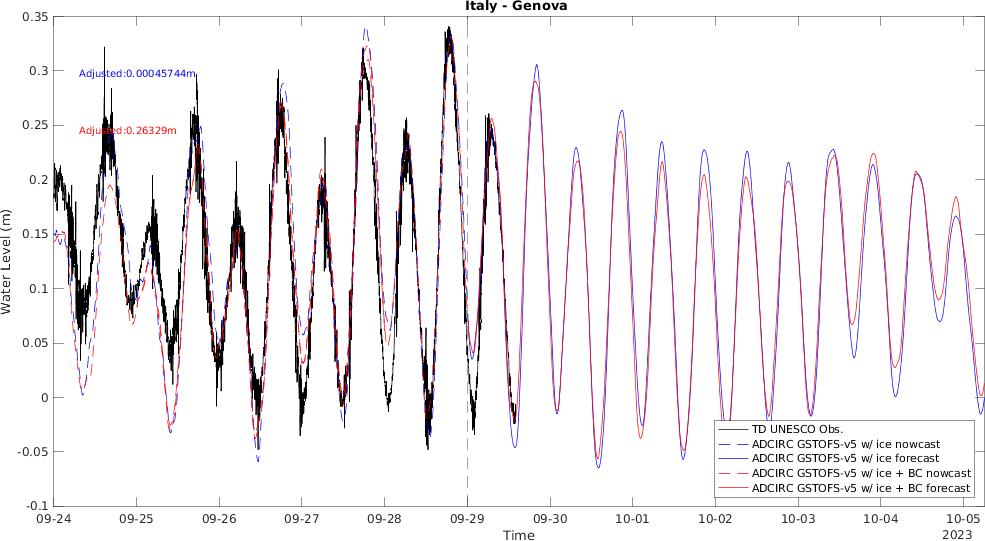 Italy - Genova
0.35
0.3
0.25
0.2
0.15
0.1
0.05
0
-0.05
-0.1
Water Level (m)
Adjusted:0.00045744m
Adjusted:0.26329m
TD UNESCO Obs.
ADCIRC GSTOFS-v5 w/ ice nowcast
ADCIRC GSTOFS-v5 w/ ice forecast
ADCIRC GSTOFS-v5 w/ ice + BC nowcast
ADCIRC GSTOFS-v5 w/ ice + BC forecast
09-24 09-25 09-26 09-27 09-28 09-29 09-30 10-01 10-02 10-03 10-04 10-05
Time
2023